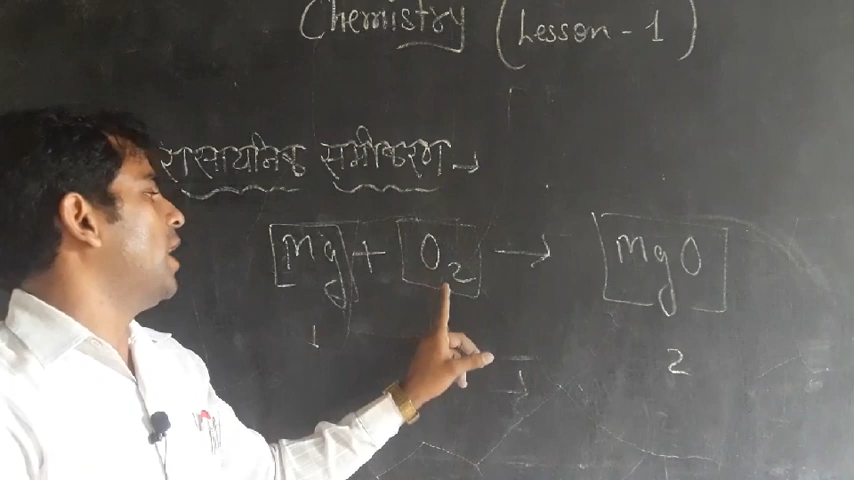 Chemistry (Lesson - 1)
रासायनिक समीकरण →
Mg + O2 → MgO
1 2